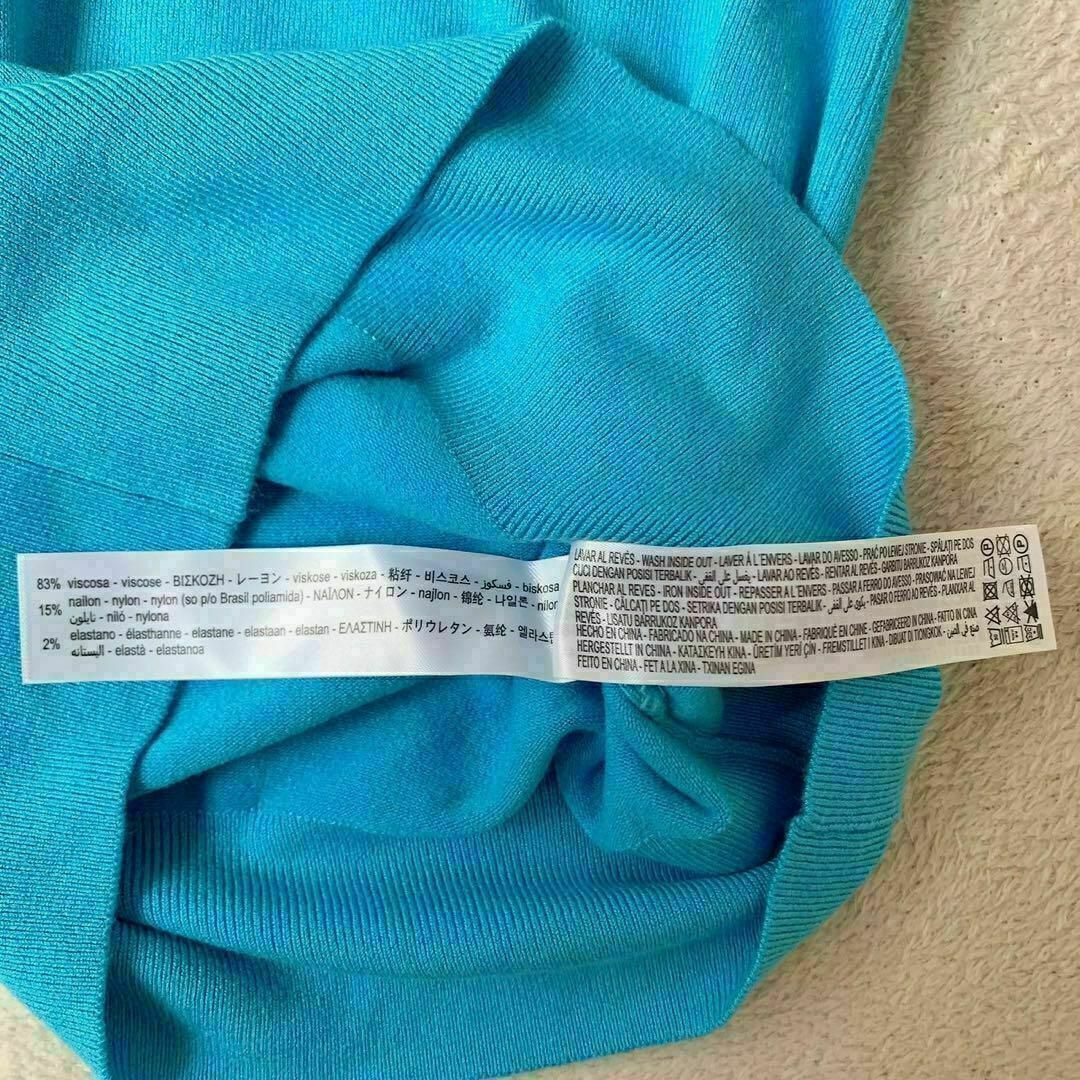 83% viscosa - viscose - ΒΙΣΚΟΖΗ - レーヨン - viskose - viskoza - 粘纤 - 비스코스 - فسكوز - biskosa
15% nailon - nylon - nylon (so p/o Brasil poliamida) - ΝΑΪΛΟΝ - ナイロン - najlon - 锦纶 - 나일론 - nilon
نايلون - niló - nylona
2% elastano - élasthanne - elastane - elastaan - elastan - ΕΛΑΣΤΙΝΗ - ポリウレタン - 氨纶 -
اليستانه - elastà - elastanoa
LAVAR AL REVÉS - WASH INSIDE OUT - LAVER Á L'ENVERS - LAVAR DO AVESSO - PRAĆ PO LEWEJ STRONIE - SPĂLAȚI PE DOS
CUCI DENGAN POSISI TERBALIK - يغسل على القفى - LAVAR AO REVÉS - RENTAR AL REVÉS - GARBITU BARRUKOZ KANPORA
PLANCHAR AL REVÉS - IRON INSIDE OUT - REPASSER A L'ENVERS - PASSAR A FERRO DO AVESSO - PRASOWAĆ NA LEWEJ
STRONIE - CĂLCAȚI PE DOS - SETRIKA DENGAN POSISI TERBALIK - يكوى على القفى - PASAR O FERRO AO REVÉS - PLANXAR AL
REVÉS - LISATU BARRUKOZ KANPORA
HECHO EN CHINA - FABRICADO NA CHINA - MADE IN CHINA - FABRIQUÉ EN CHINE - GEFABRICEERD IN CHINA - FATTO IN CINA
HERGESTELLT IN CHINA - ΚΑΤΑΣΚΕΥΗ ΚΙΝΑ - ÜRETİM YERİ ÇİN - FREMSTILLET I KINA - DIBUAT DI TIONGKOK - صنع في الصين
FEITO EN CHINA - FET A LA XINA - TXINAN EGINA